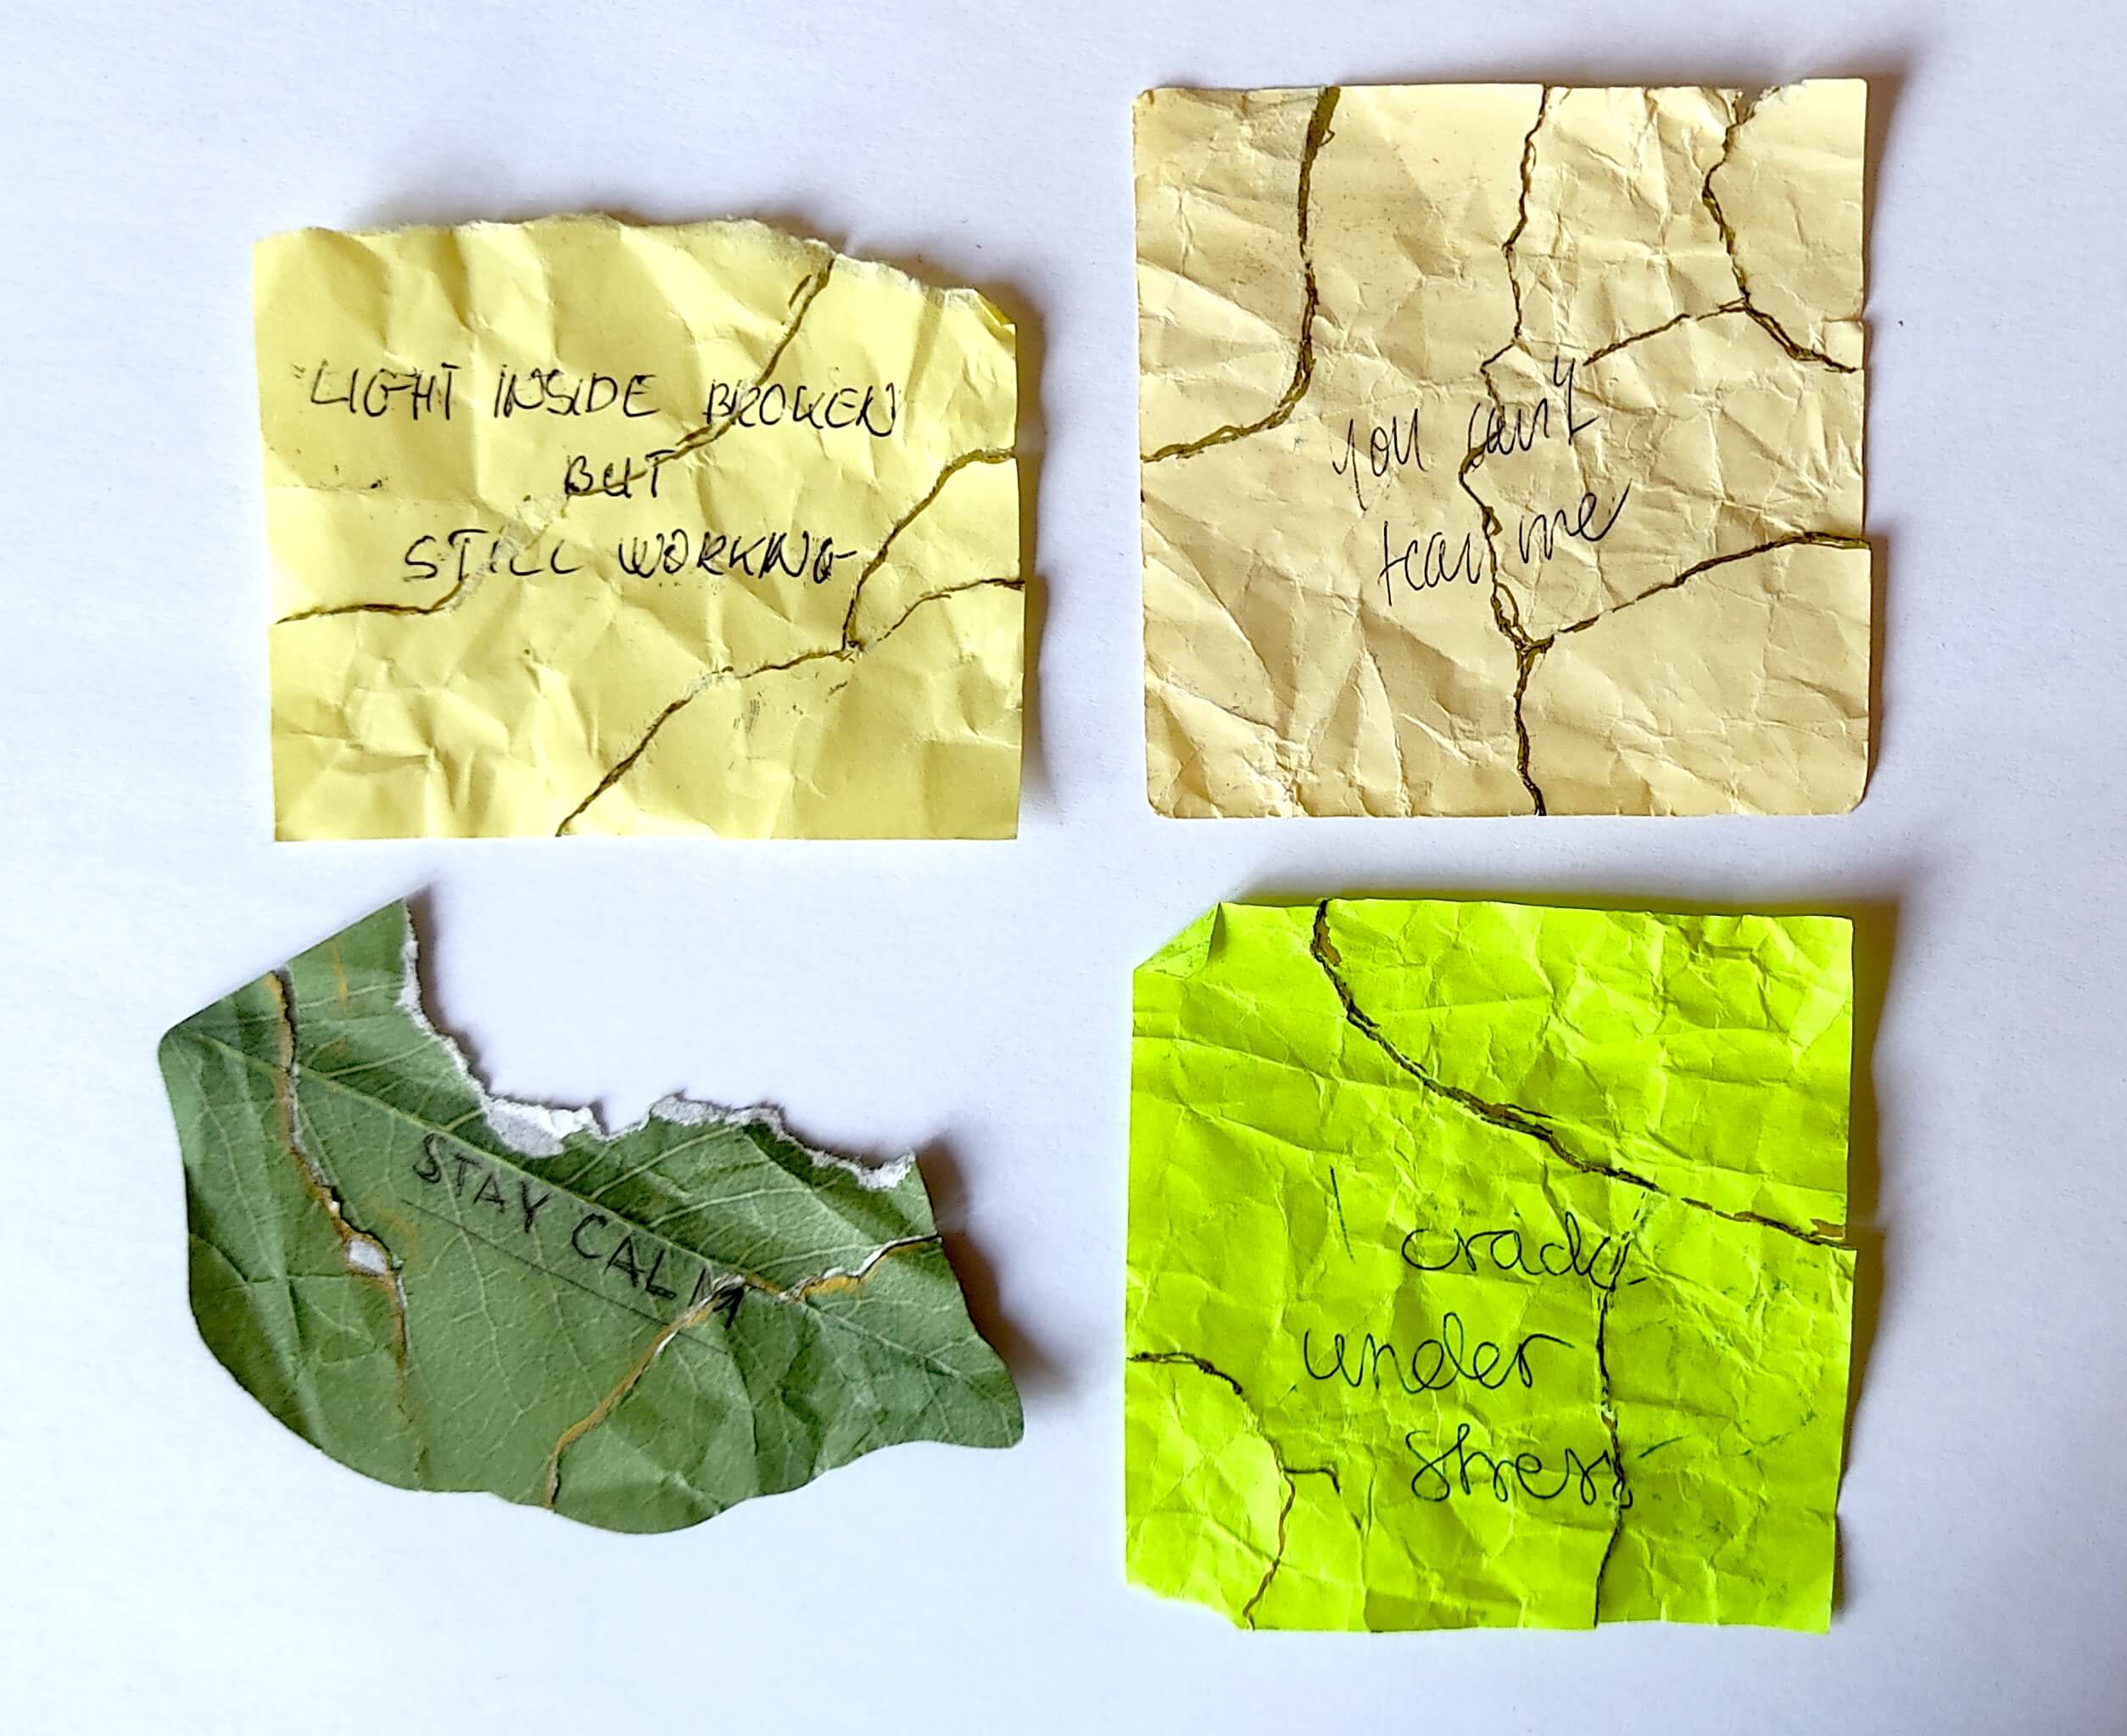 "LIGHT INSIDE BROKEN
BUT
STILL WORKING
you can't
tear me
STAY CALM
I crack
under
stress